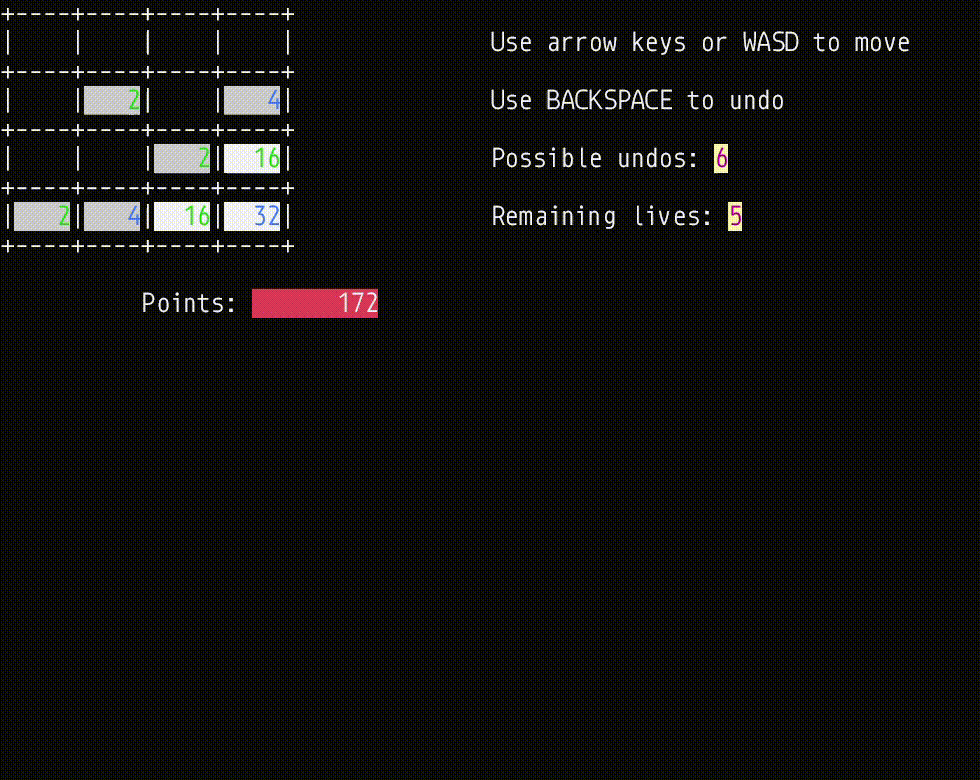 +----+----+----+----+
|    |    |    |    |              Use arrow keys or WASD to move
+----+----+----+----+
|    |   2|    |   4|              Use BACKSPACE to undo
+----+----+----+----+
|    |    |   2|  16|              Possible undos: 6
+----+----+----+----+
|   2|   4|  16|  32|              Remaining lives: 5
+----+----+----+----+
Points: 172